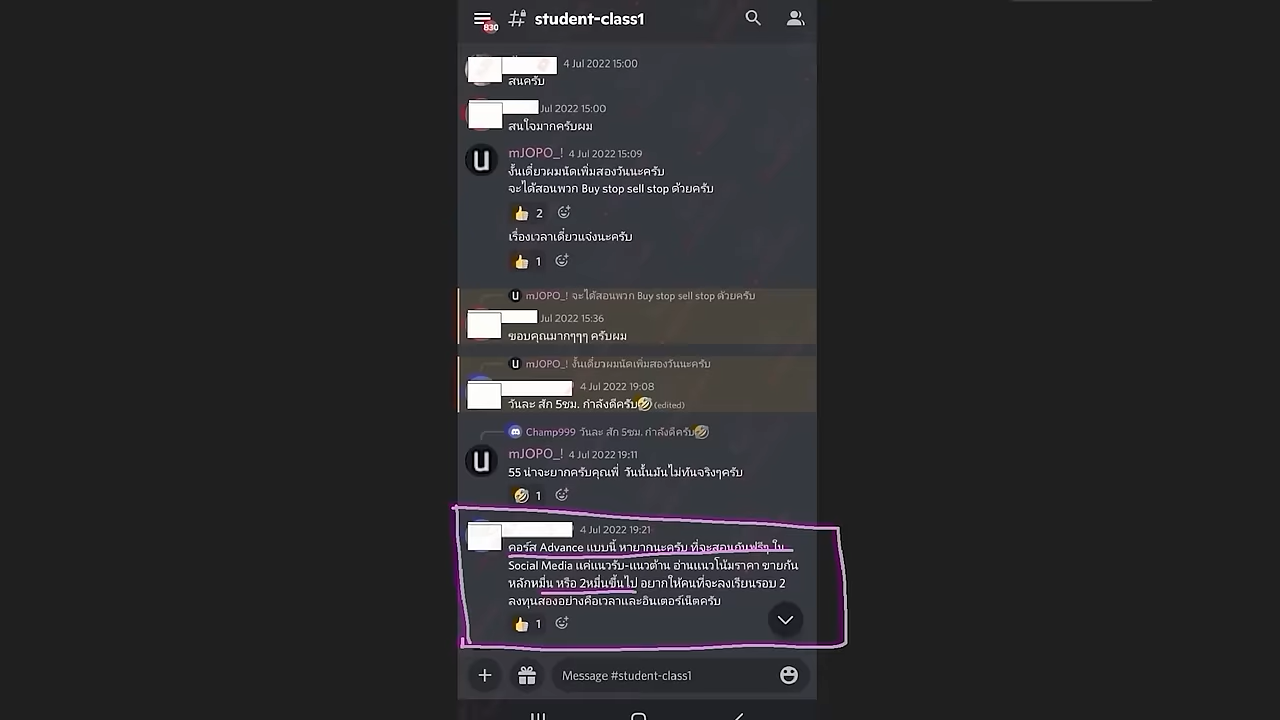 830
student-class1
4 Jul 2022 15:00
สนครับ
Jul 2022 15:00
สนใจมากครับผม
mJOPO_! 4 Jul 2022 15:09
งั้นเดี๋ยวผมนัดเพิ่มสองวันนะครับ
จะได้สอนพวก Buy stop sell stop ด้วยครับ
2
เรื่องเวลาเดี๋ยวแจ้งนะครับ
1
mJOPO_! จะได้สอนพวก Buy stop sell stop ด้วยครับ
Jul 2022 15:36
ขอบคุณมากๆๆๆ ครับผม
mJOPO_! งั้นเดี๋ยวผมนัดเพิ่มสองวันนะครับ
4 Jul 2022 19:08
วันละ สัก 5ชม. กำลังดีครับ🤣 (edited)
Champ999 วันละ สัก 5ชม. กำลังดีครับ🤣
mJOPO_! 4 Jul 2022 19:11
55 น่าจะยากครับคุณพี่ วันนั้นมันไม่ทันจริงๆครับ
1
4 Jul 2022 19:21
คอร์ส Advance แบบนี้ หายากนะครับ ที่จะสอนกันฟรีๆ ใน
Social Media แค่แนวรับ-แนวต้าน อ่านแนวโน้มราคา ขายกัน
หลักหมื่น หรือ 2หมื่นขึ้นไป อยากให้คนที่จะลงเรียนรอบ 2
ลงทุนสองอย่างคือเวลาและอินเตอร์เน็ตครับ
1
Message #student-class1